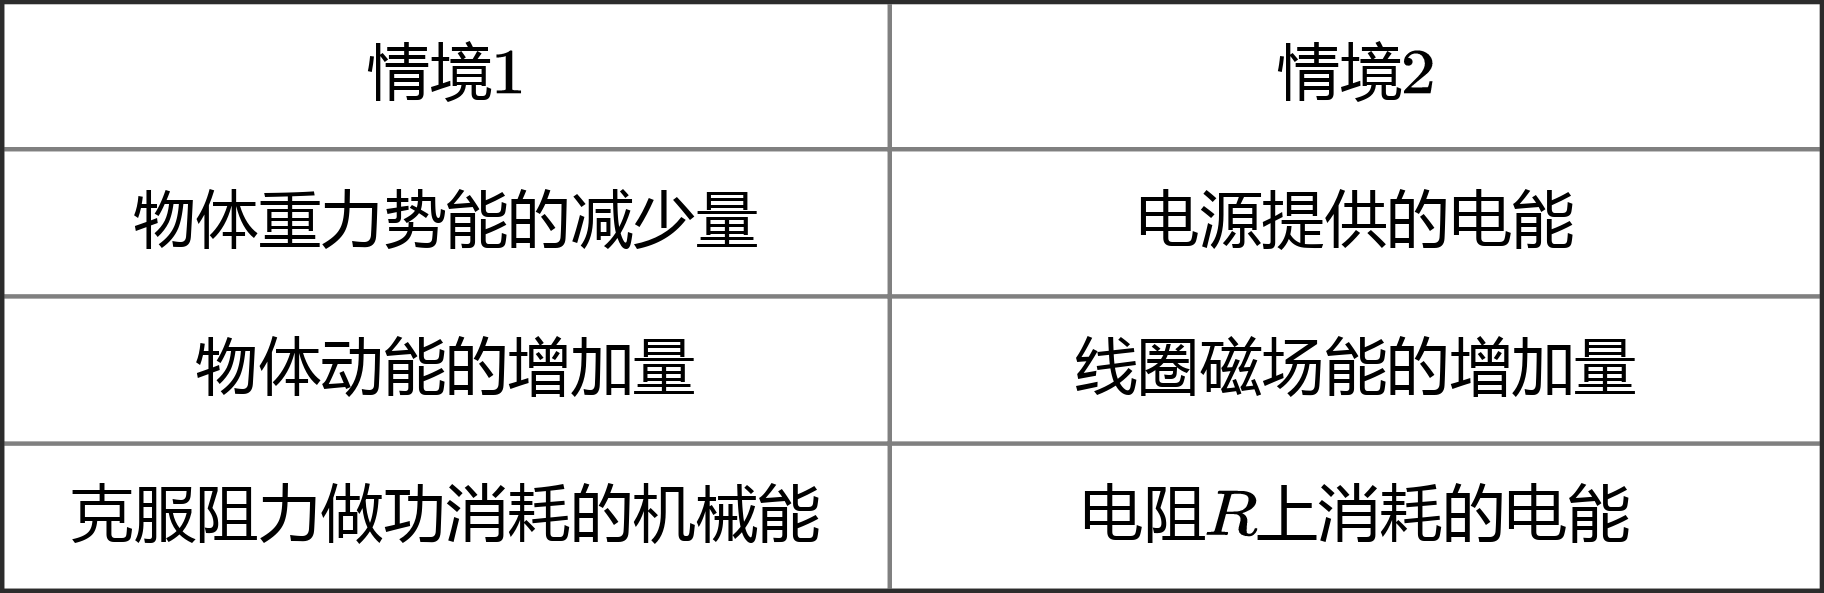 情境1 情境2
物体重力势能的减少量 电源提供的电能
物体动能的增加量 线圈磁场能的增加量
克服阻力做功消耗的机械能 电阻R上消耗的电能